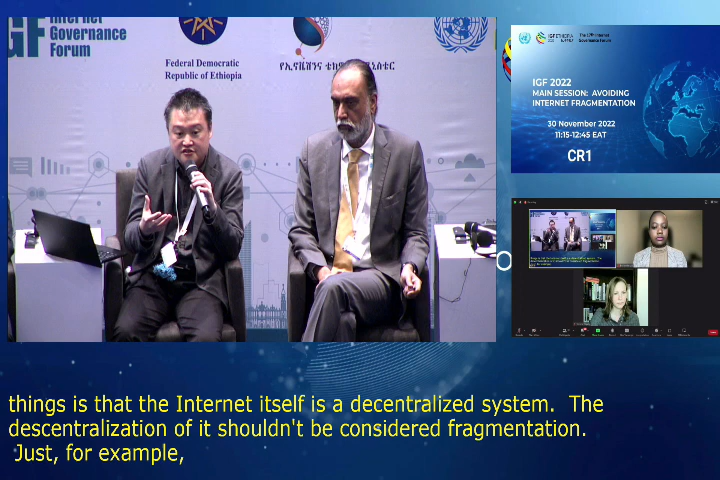 GF Internet
Governance
Forum
Federal Democratic
Republic of Ethiopia
IGF 2022
MAIN SESSION: AVOIDING
INTERNET FRAGMENTATION
30 November 2022
11:15-12:45 EAT
CR1
things is that the Internet itself is a decentralized system. The
descentralization of it shouldn't be considered fragmentation.
Just, for example,